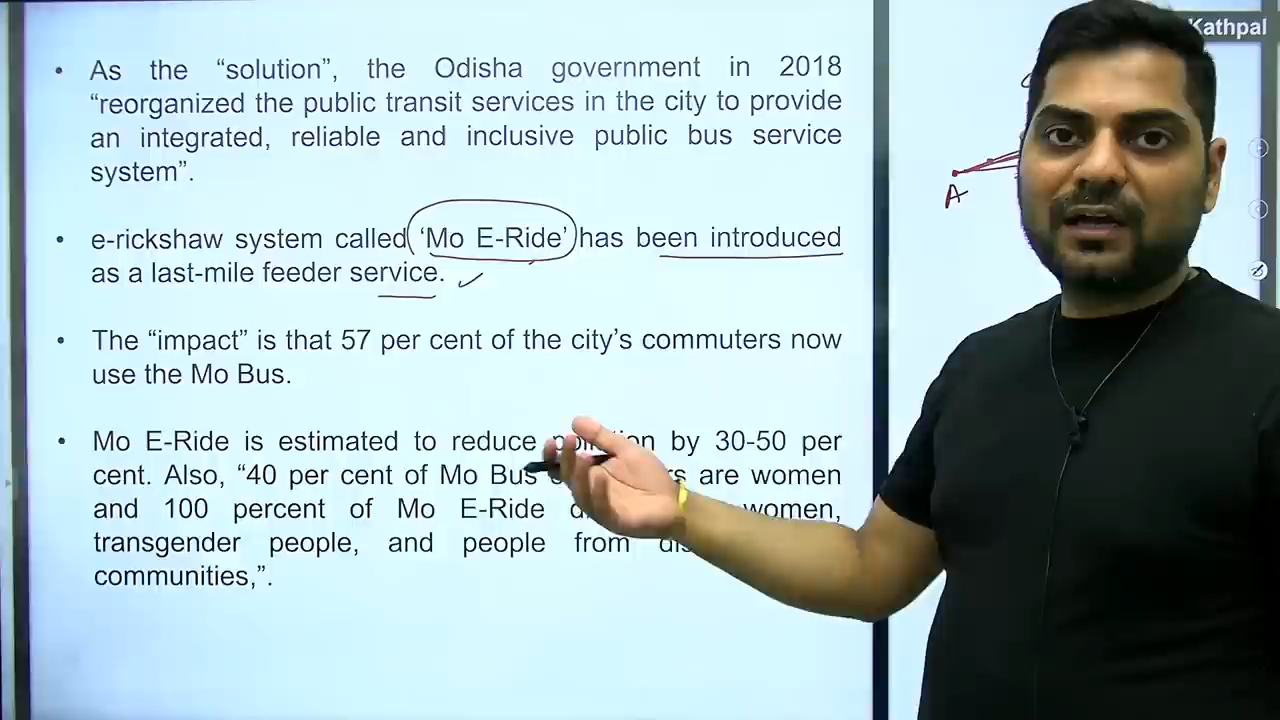 • As the “solution”, the Odisha government in 2018
“reorganized the public transit services in the city to provide
an integrated, reliable and inclusive public bus service
system”.
• e-rickshaw system called ‘Mo E-Ride’ has been introduced
as a last-mile feeder service.
• The “impact” is that 57 per cent of the city’s commuters now
use the Mo Bus.
• Mo E-Ride is estimated to reduce by 30-50 per
cent. Also, “40 per cent of Mo Bus are women
and 100 percent of Mo E-Ride women,
transgender people, and people from
communities,”.
Kathpal
A